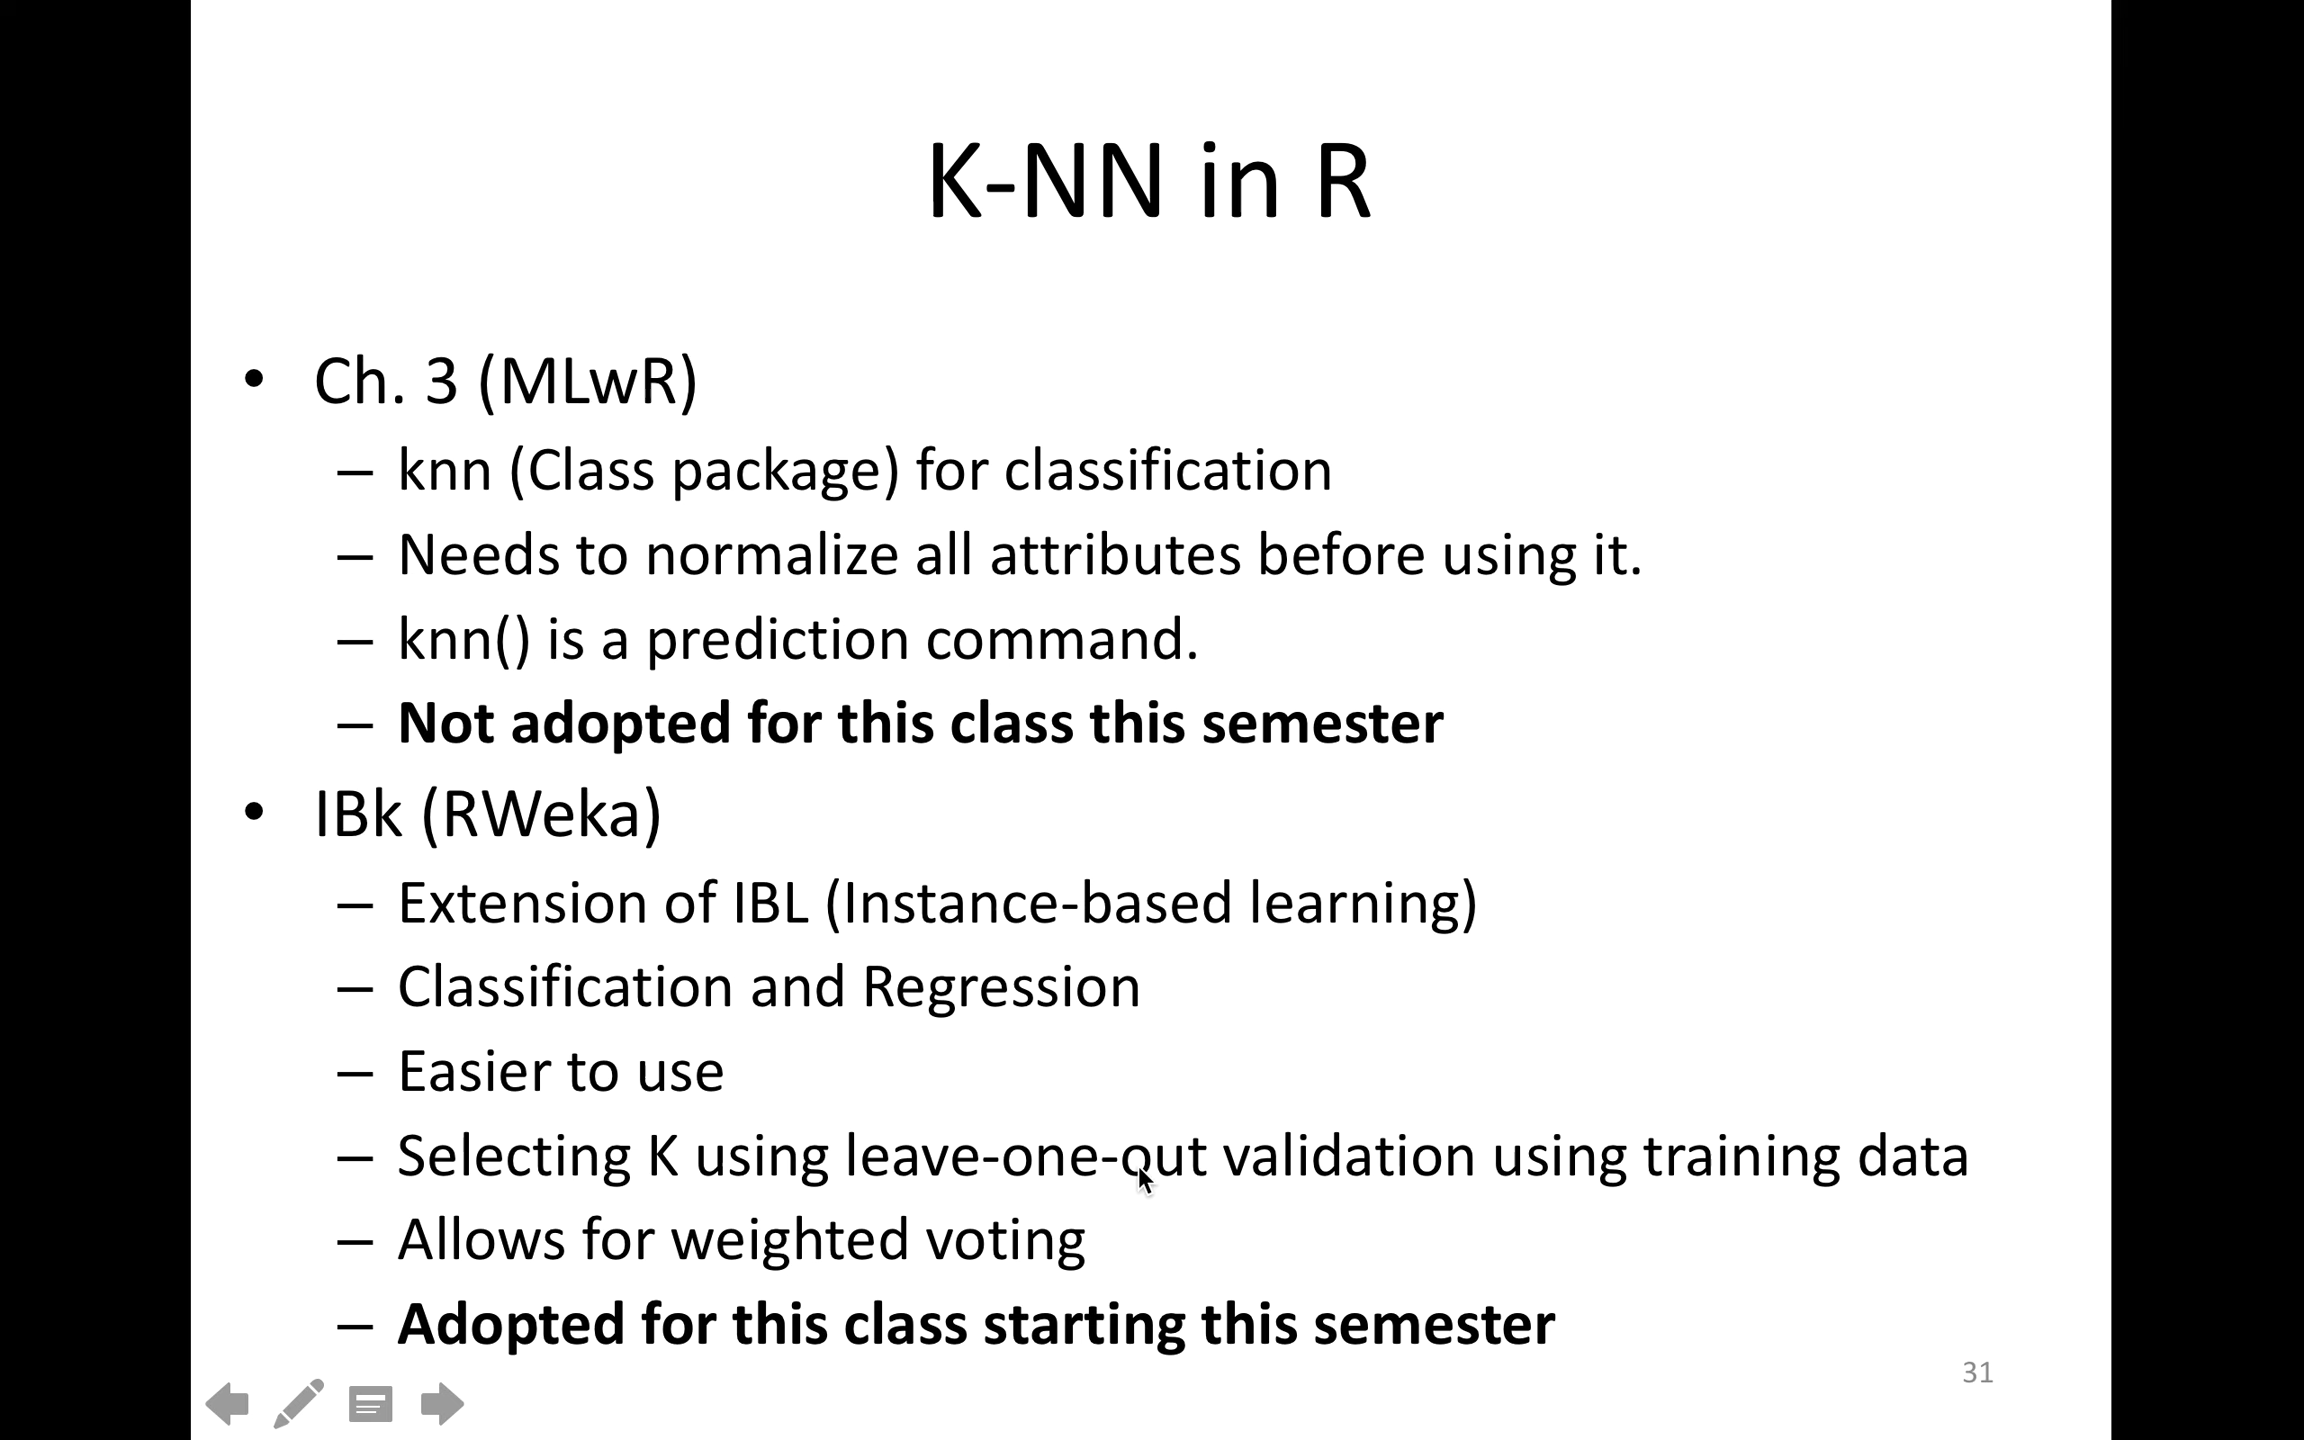 K-NN in R
• Ch. 3 (MLwR)
– knn (Class package) for classification
– Needs to normalize all attributes before using it.
– knn() is a prediction command.
– Not adopted for this class this semester
• IBk (RWeka)
– Extension of IBL (Instance-based learning)
– Classification and Regression
– Easier to use
– Selecting K using leave-one-out validation using training data
– Allows for weighted voting
– Adopted for this class starting this semester
31